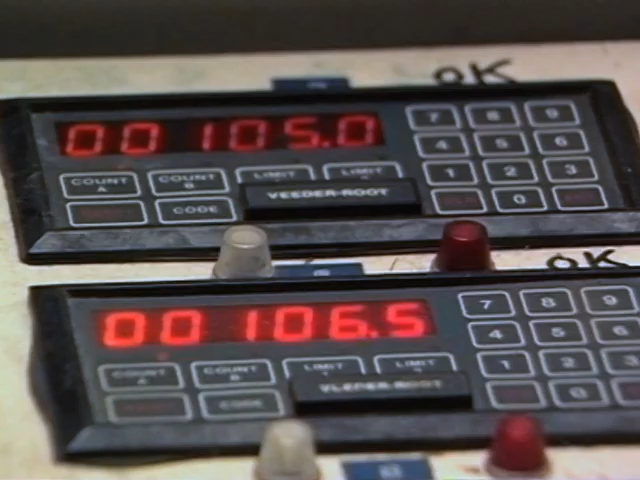 OK
00 105.0
7 8 9
4 5 6
1 2 3
0
COUNT A COUNT B LIMIT LIMIT
VEEDER-ROOT
CODE
OK
00 106.5
7 8 9
4 5 6
1 2 3
0
COUNT A COUNT B LIMIT LIMIT
VEEDER-ROOT
CODE